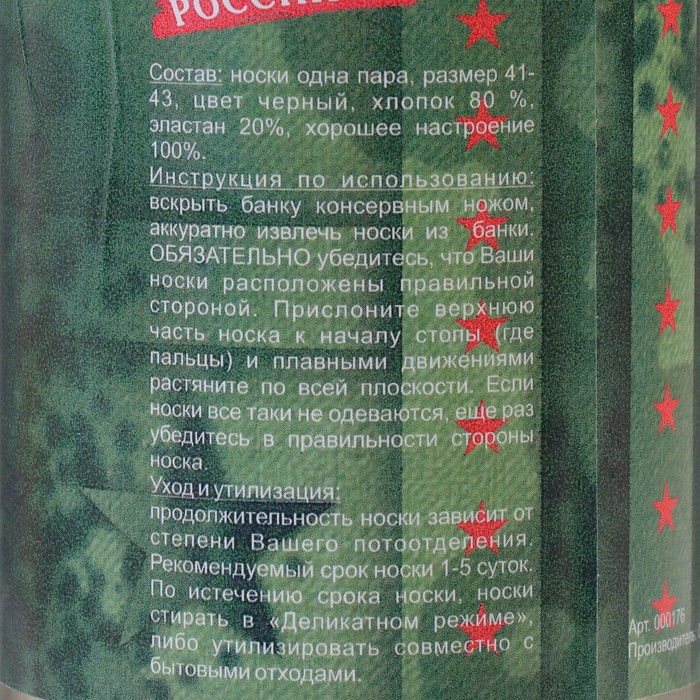 Состав: носки одна пара, размер 41-
43, цвет черный, хлопок 80 %,
эластан 20%, хорошее настроение
100%.
Инструкция по использованию:
вскрыть банку консервным ножом,
аккуратно извлечь носки из банки.
ОБЯЗАТЕЛЬНО убедитесь, что Ваши
носки расположены правильной
стороной. Прислоните верхнюю
часть носка к началу стопы (где
пальцы) и плавными движениями
растяните по всей плоскости. Если
носки все таки не одеваются, еще раз
убедитесь в правильности стороны
носка.
Уход и утилизация:
продолжительность носки зависит от
степени Вашего потоотделения.
Рекомендуемый срок носки 1-5 суток.
По истечению срока носки, носки
стирать в «Деликатном режиме»,
либо утилизировать совместно с
бытовыми отходами.
Арт. 000176
Производитель: